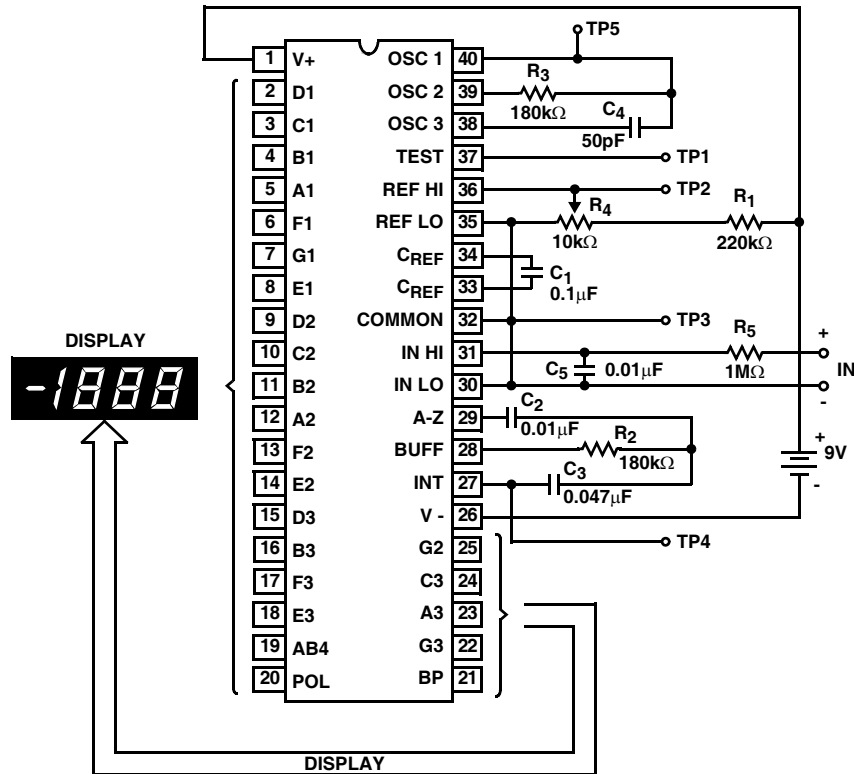 TP5
1 V+ OSC 1 40
2 D1 OSC 2 39
R3
180kΩ
3 C1 OSC 3 38
C4
50pF
4 B1 TEST 37 TP1
5 A1 REF HI 36 TP2
6 F1 REF LO 35
R4
10kΩ
R1
220kΩ
7 G1 CREF 34
8 E1 CREF 33
C1
0.1μF
9 D2 COMMON 32 TP3
10 C2 IN HI 31
R5
1MΩ
+
IN
-
11 B2 IN LO 30
C5 0.01μF
12 A2 A-Z 29
C2
0.01μF
13 F2 BUFF 28
R2
180kΩ
14 E2 INT 27
C3
0.047μF
+
9V
-
15 D3 V - 26
16 B3 G2 25 TP4
17 F3 C3 24
18 E3 A3 23
19 AB4 G3 22
20 POL BP 21
DISPLAY
-1888
DISPLAY